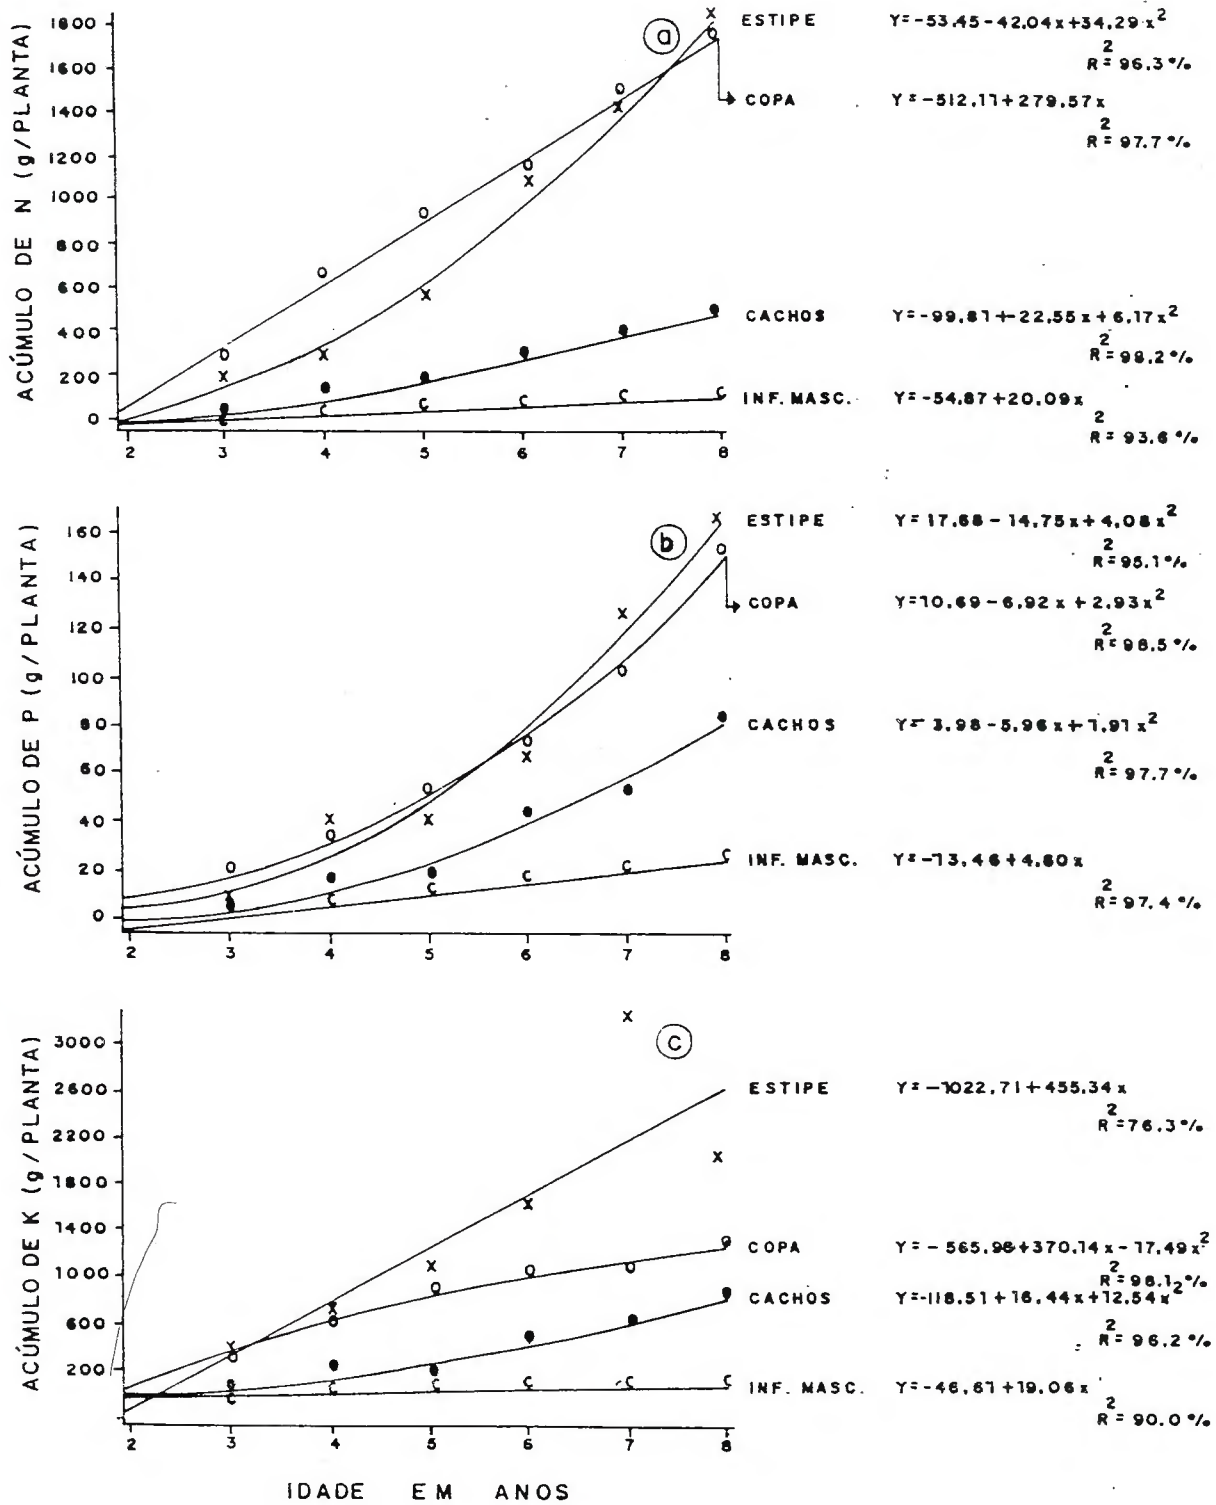 ACÚMULO DE N (g/PLANTA)
1800
1600
1400
1200
1000
800
600
400
200
0
2 3 4 5 6 7 8
a
ESTIPE Y=-53.45-42.04x+34.29x²
R²=96.3%
COPA Y=-512.11+279.57x
R²=97.7%
CACHOS Y=-99.81+22.55x+6.17x²
R²=98.2%
INF. MASC. Y=-54.87+20.09x
R²=93.6%
ACÚMULO DE P (g/PLANTA)
160
140
120
100
80
60
40
20
0
2 3 4 5 6 7 8
b
ESTIPE Y=17.68-14.75x+4.08x²
R²=95.1%
COPA Y=10.69-6.92x+2.93x²
R²=98.5%
CACHOS Y=3.98-5.96x+1.91x²
R²=97.7%
INF. MASC. Y=-13.46+4.80x
R²=97.4%
ACÚMULO DE K (g/PLANTA)
3000
2600
2200
1800
1400
1000
600
200
2 3 4 5 6 7 8
c
ESTIPE Y=-1022.71+455.34x
R²=76.3%
COPA Y=-565.98+370.14x-17.49x²
R²=98.1%
CACHOS Y=-118.51+16.44x+12.54x²
R²=96.2%
INF. MASC. Y=-46.61+19.06x
R²=90.0%
IDADE EM ANOS